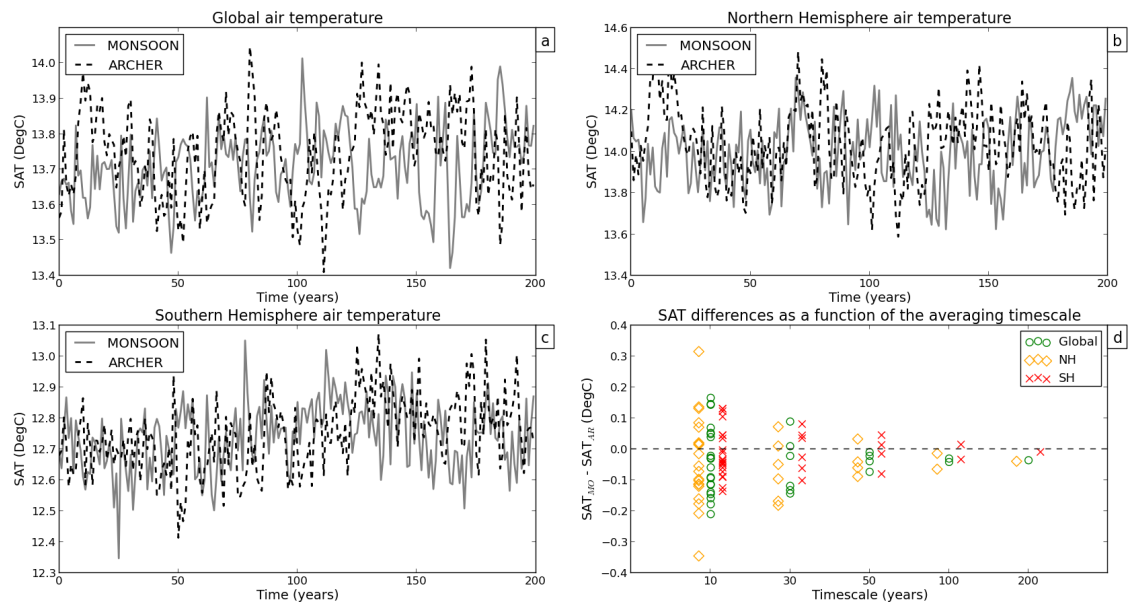 Global air temperature
a
MONSOON
ARCHER
SAT (DegC)
14.0
13.9
13.8
13.7
13.6
13.5
13.4
0 50 100 150 200
Time (years)
Northern Hemisphere air temperature
b
MONSOON
ARCHER
SAT (DegC)
14.6
14.4
14.2
14.0
13.8
13.6
13.4
0 50 100 150 200
Time (years)
Southern Hemisphere air temperature
c
MONSOON
ARCHER
SAT (DegC)
13.1
13.0
12.9
12.8
12.7
12.6
12.5
12.4
12.3
0 50 100 150 200
Time (years)
SAT differences as a function of the averaging timescale
d
Global
NH
SH
SAT_MO - SAT_AR (DegC)
0.4
0.3
0.2
0.1
0.0
−0.1
−0.2
−0.3
−0.4
10 30 50 100 200
Timescale (years)